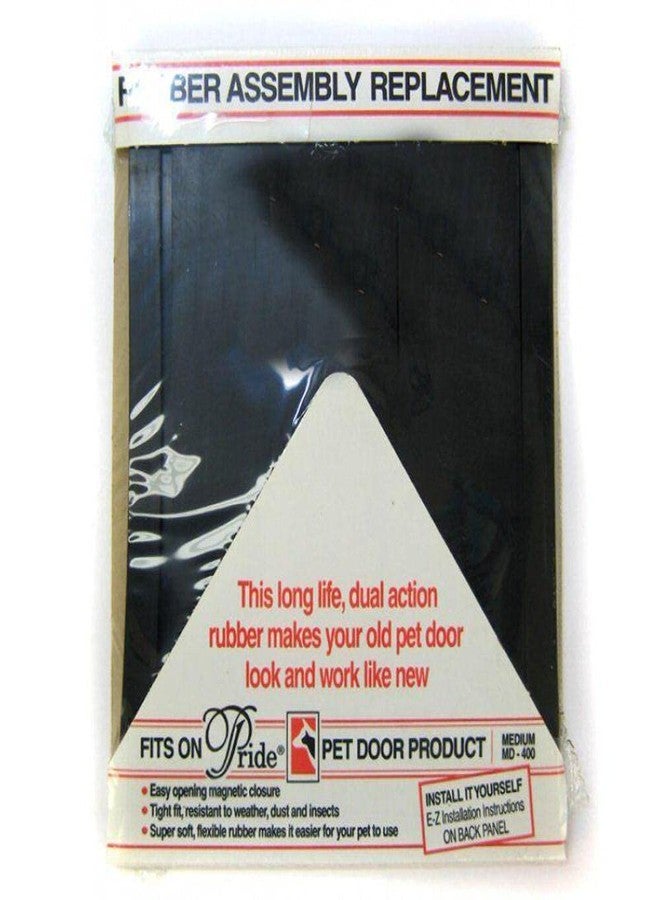 ASSEMBLY REPLACEMENT
This long life, dual action
rubber makes your old pet door
look and work like new
FITS ON Pride® PET DOOR PRODUCT
MEDIUM
MD - 400
• Easy opening magnetic closure
• Tight fit, resistant to weather, dust and insects
• Super soft, flexible rubber makes it easier for your pet to use
INSTALL IT YOURSELF
E-Z Installation Instructions
ON BACK PANEL